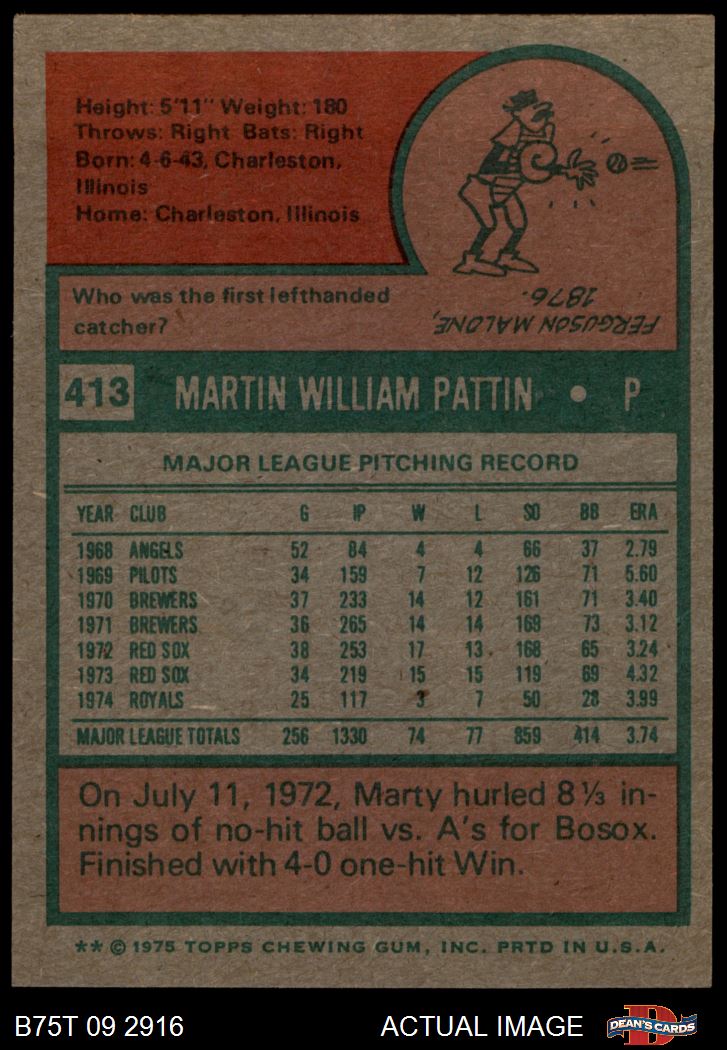 Height: 5'11" Weight: 180
Throws: Right Bats: Right
Born: 4-6-43, Charleston,
Illinois
Home: Charleston, Illinois
Who was the first lefthanded
catcher?
FERGUSON MALONE,
1876.
413 MARTIN WILLIAM PATTIN • P
MAJOR LEAGUE PITCHING RECORD
YEAR CLUB G IP W L SO BB ERA
1968 ANGELS 52 84 4 4 66 37 2.79
1969 PILOTS 34 159 7 12 126 71 5.60
1970 BREWERS 37 233 14 12 161 71 3.40
1971 BREWERS 36 265 14 14 169 73 3.12
1972 RED SOX 38 253 17 13 168 65 3.24
1973 RED SOX 34 219 15 15 119 69 4.32
1974 ROYALS 25 117 3 7 50 28 3.99
MAJOR LEAGUE TOTALS 256 1330 74 77 859 414 3.74
On July 11, 1972, Marty hurled 8⅓ in-
nings of no-hit ball vs. A's for Bosox.
Finished with 4-0 one-hit Win.
** © 1975 TOPPS CHEWING GUM, INC. PRTD IN U.S.A.
B75T 09 2916 ACTUAL IMAGE DEAN'S CARDS